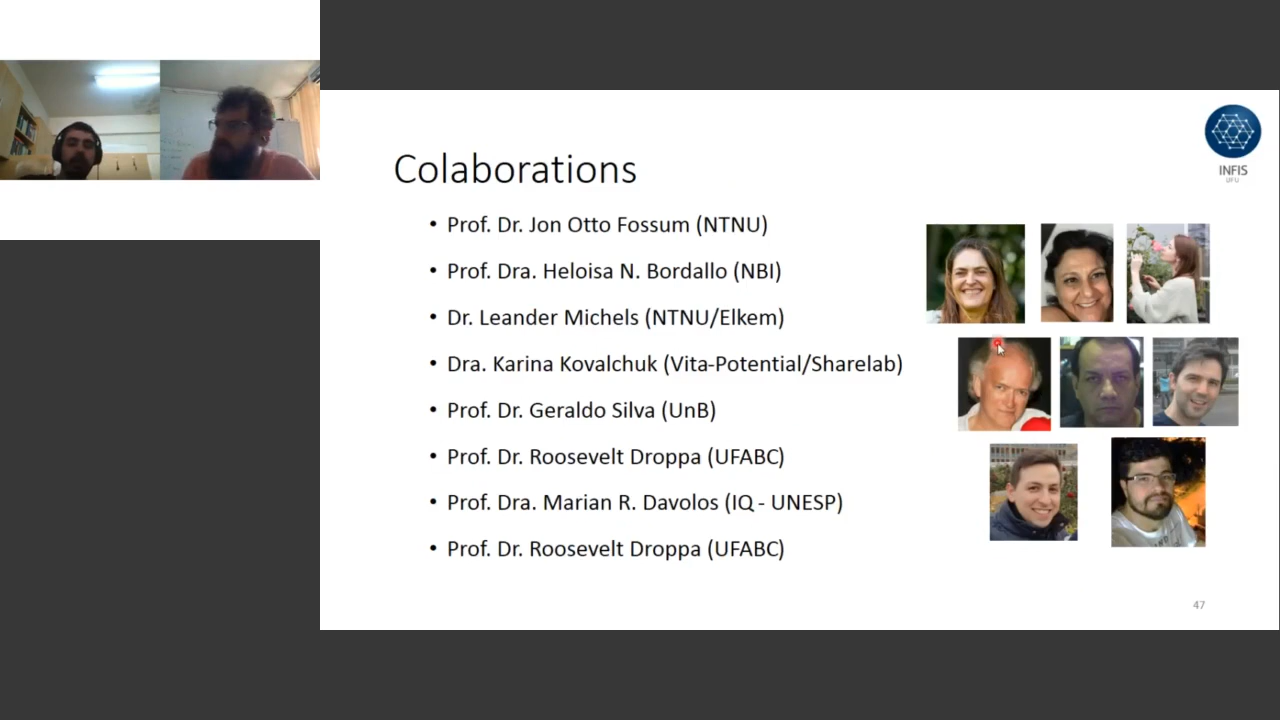 Colaborations
• Prof. Dr. Jon Otto Fossum (NTNU)
• Prof. Dra. Heloisa N. Bordallo (NBI)
• Dr. Leander Michels (NTNU/Elkem)
• Dra. Karina Kovalchuk (Vita-Potential/Sharelab)
• Prof. Dr. Geraldo Silva (UnB)
• Prof. Dr. Roosevelt Droppa (UFABC)
• Prof. Dra. Marian R. Davolos (IQ - UNESP)
• Prof. Dr. Roosevelt Droppa (UFABC)
INFIS
UFU
47